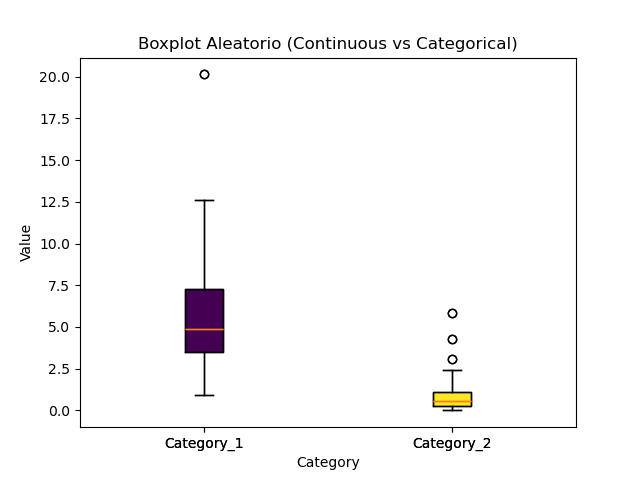 Boxplot Aleatorio (Continuous vs Categorical)
20.0
17.5
15.0
12.5
10.0
7.5
5.0
2.5
0.0
Value
Category_1
Category_2
Category